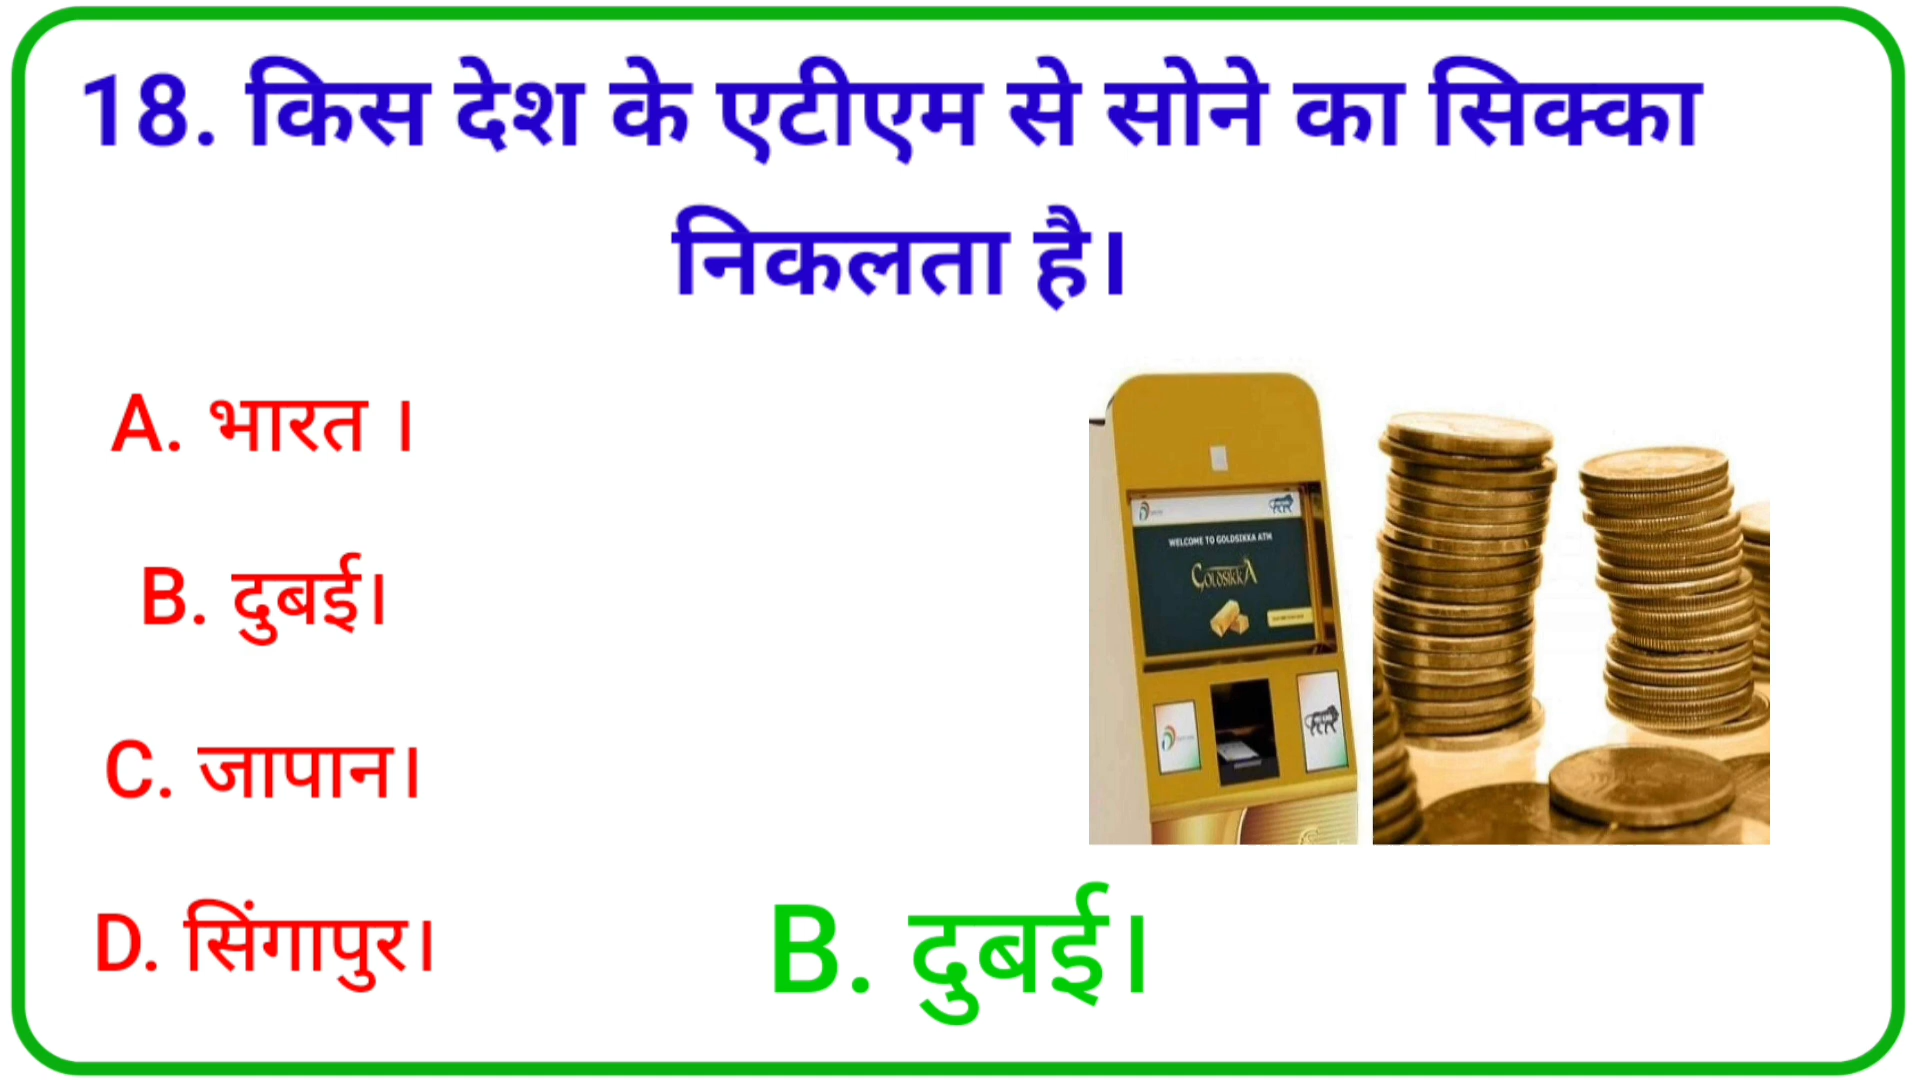 18. किस देश के एटीएम से सोने का सिक्का
निकलता है।
A. भारत ।
B. दुबई।
C. जापान।
D. सिंगापुर।
WELCOME TO GOLDSIKKA ATM
GOLDSIKKA
B. दुबई।